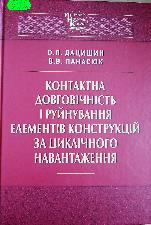 О.П. ДАЦИШИН
В.В. ПАНАСЮК
КОНТАКТНА
ДОВГОВІЧНІСТЬ
І РУЙНУВАННЯ
ЕЛЕМЕНТІВ КОНСТРУКЦІЙ
ЗА ЦИКЛІЧНОГО
НАВАНТАЖЕННЯ